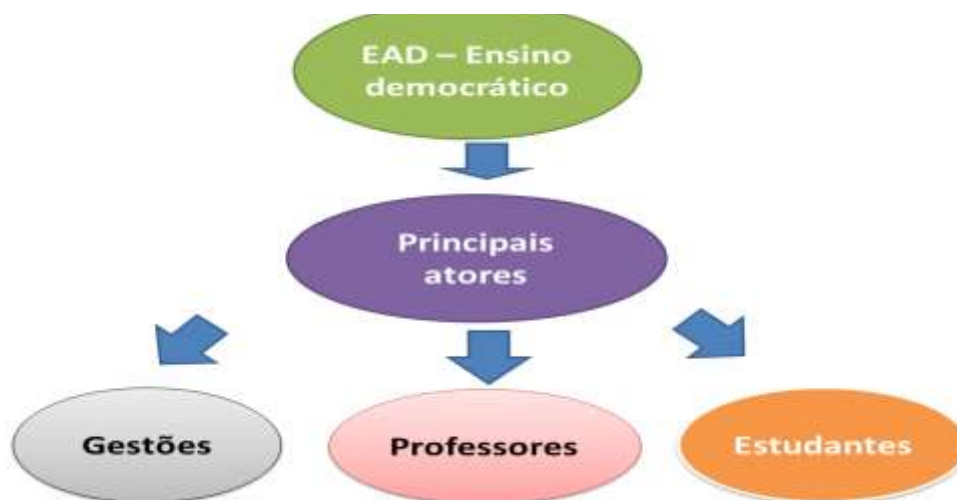 EAD – Ensino
democrático
Principais
atores
Gestões
Professores
Estudantes